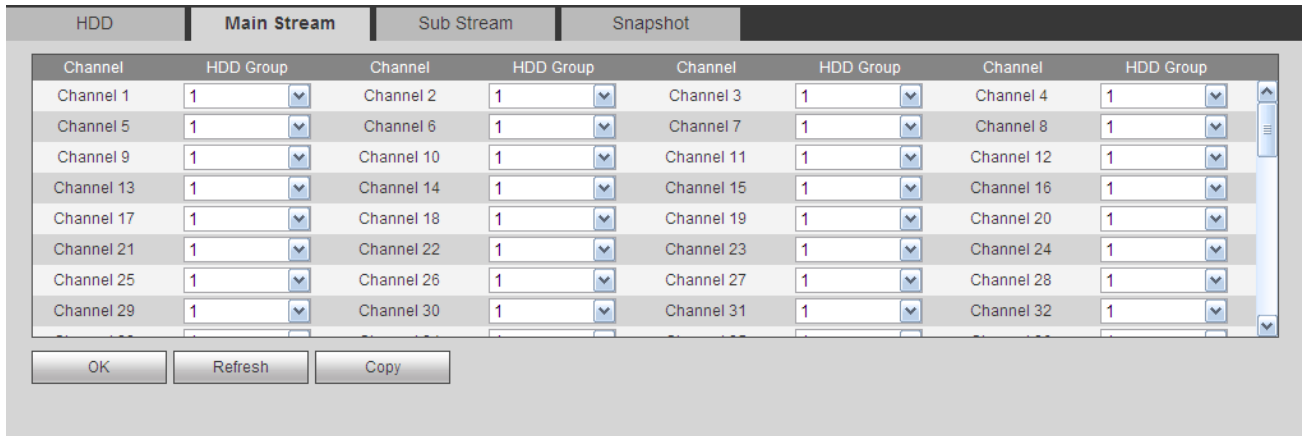 HDD Main Stream Sub Stream Snapshot
Channel HDD Group Channel HDD Group Channel HDD Group Channel HDD Group
Channel 1 1 Channel 2 1 Channel 3 1 Channel 4 1
Channel 5 1 Channel 6 1 Channel 7 1 Channel 8 1
Channel 9 1 Channel 10 1 Channel 11 1 Channel 12 1
Channel 13 1 Channel 14 1 Channel 15 1 Channel 16 1
Channel 17 1 Channel 18 1 Channel 19 1 Channel 20 1
Channel 21 1 Channel 22 1 Channel 23 1 Channel 24 1
Channel 25 1 Channel 26 1 Channel 27 1 Channel 28 1
Channel 29 1 Channel 30 1 Channel 31 1 Channel 32 1
OK Refresh Copy